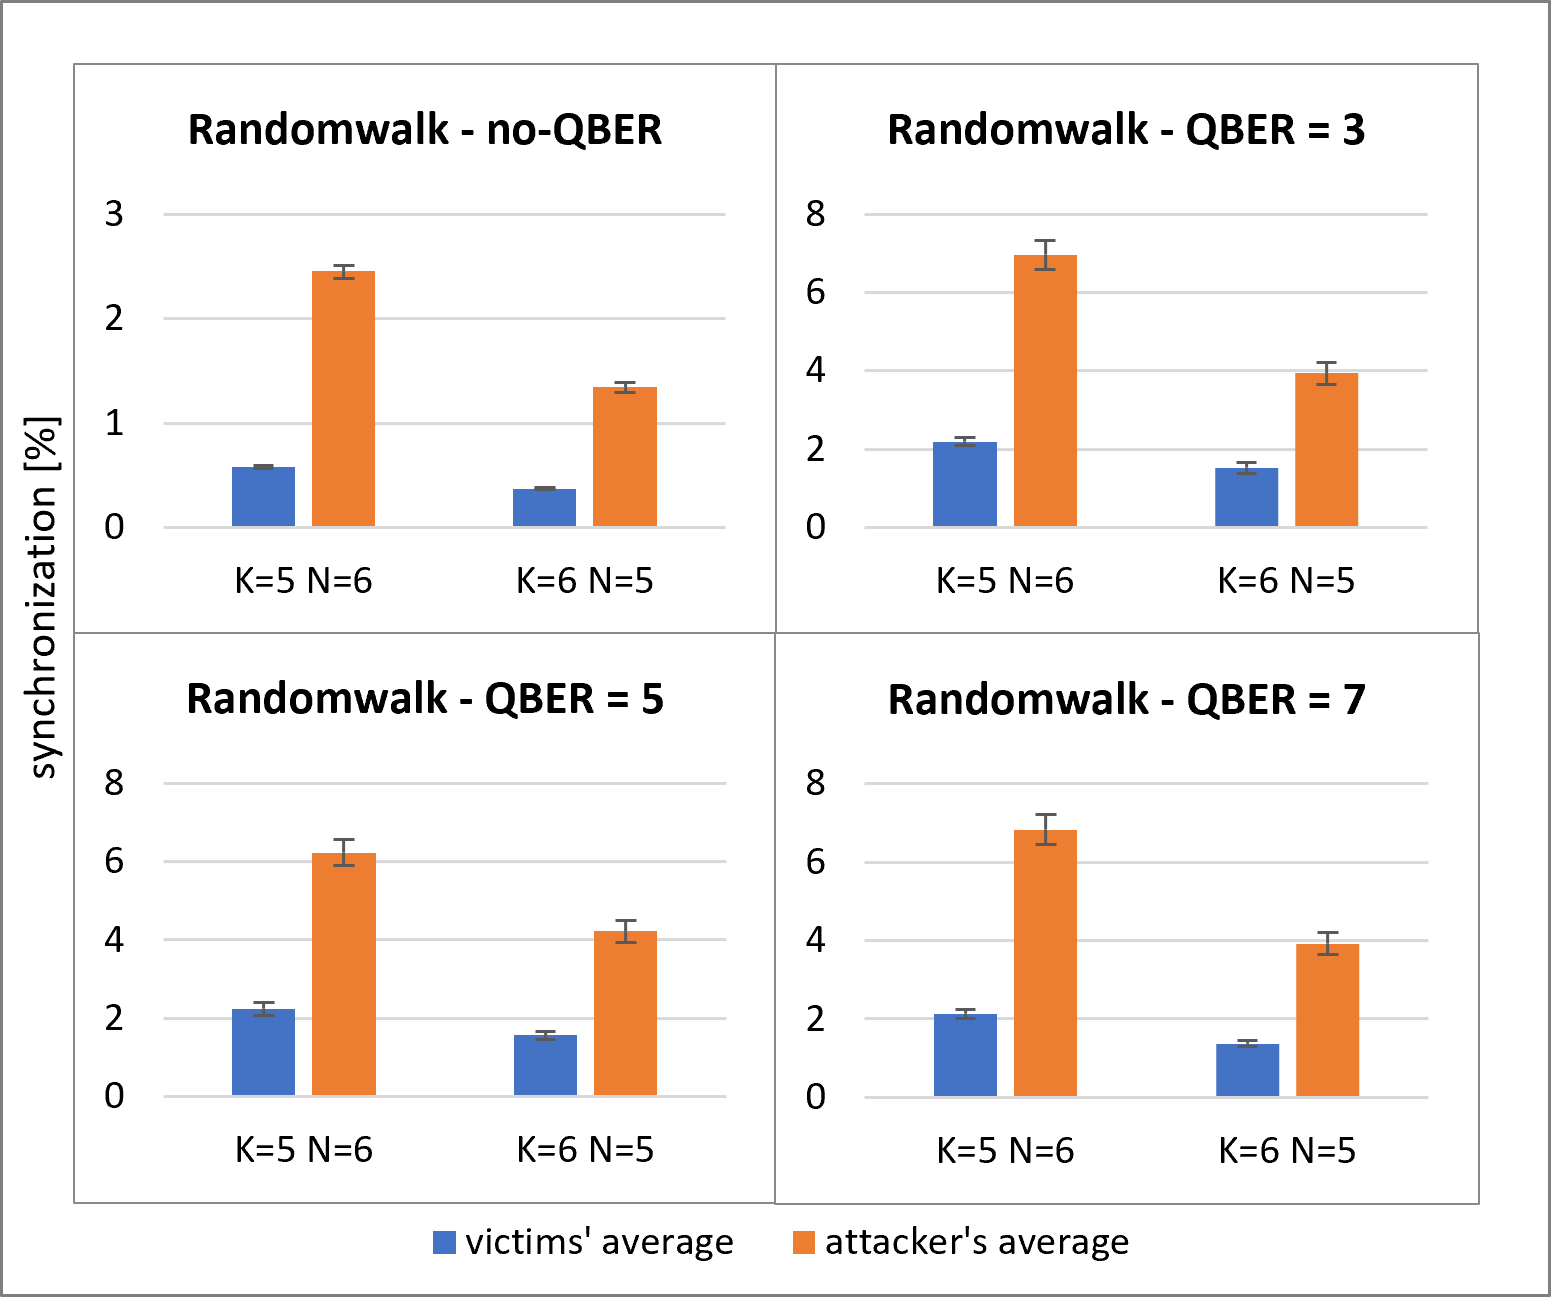 synchronization [%]
Randomwalk - no-QBER
3
2
1
0
K=5 N=6
K=6 N=5
Randomwalk - QBER = 3
8
6
4
2
0
K=5 N=6
K=6 N=5
Randomwalk - QBER = 5
8
6
4
2
0
K=5 N=6
K=6 N=5
Randomwalk - QBER = 7
8
6
4
2
0
K=5 N=6
K=6 N=5
victims' average
attacker's average